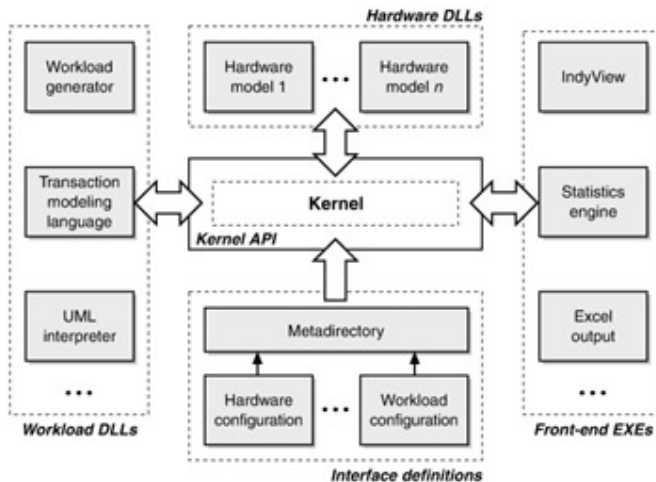 Hardware DLLs
Workload
generator
Hardware
model 1
...
Hardware
model n
IndyView
Transaction
modeling
language
Kernel
Kernel API
Statistics
engine
UML
interpreter
...
Workload DLLs
Metadirectory
Hardware
configuration
...
Workload
configuration
Interface definitions
Excel
output
...
Front-end EXEs